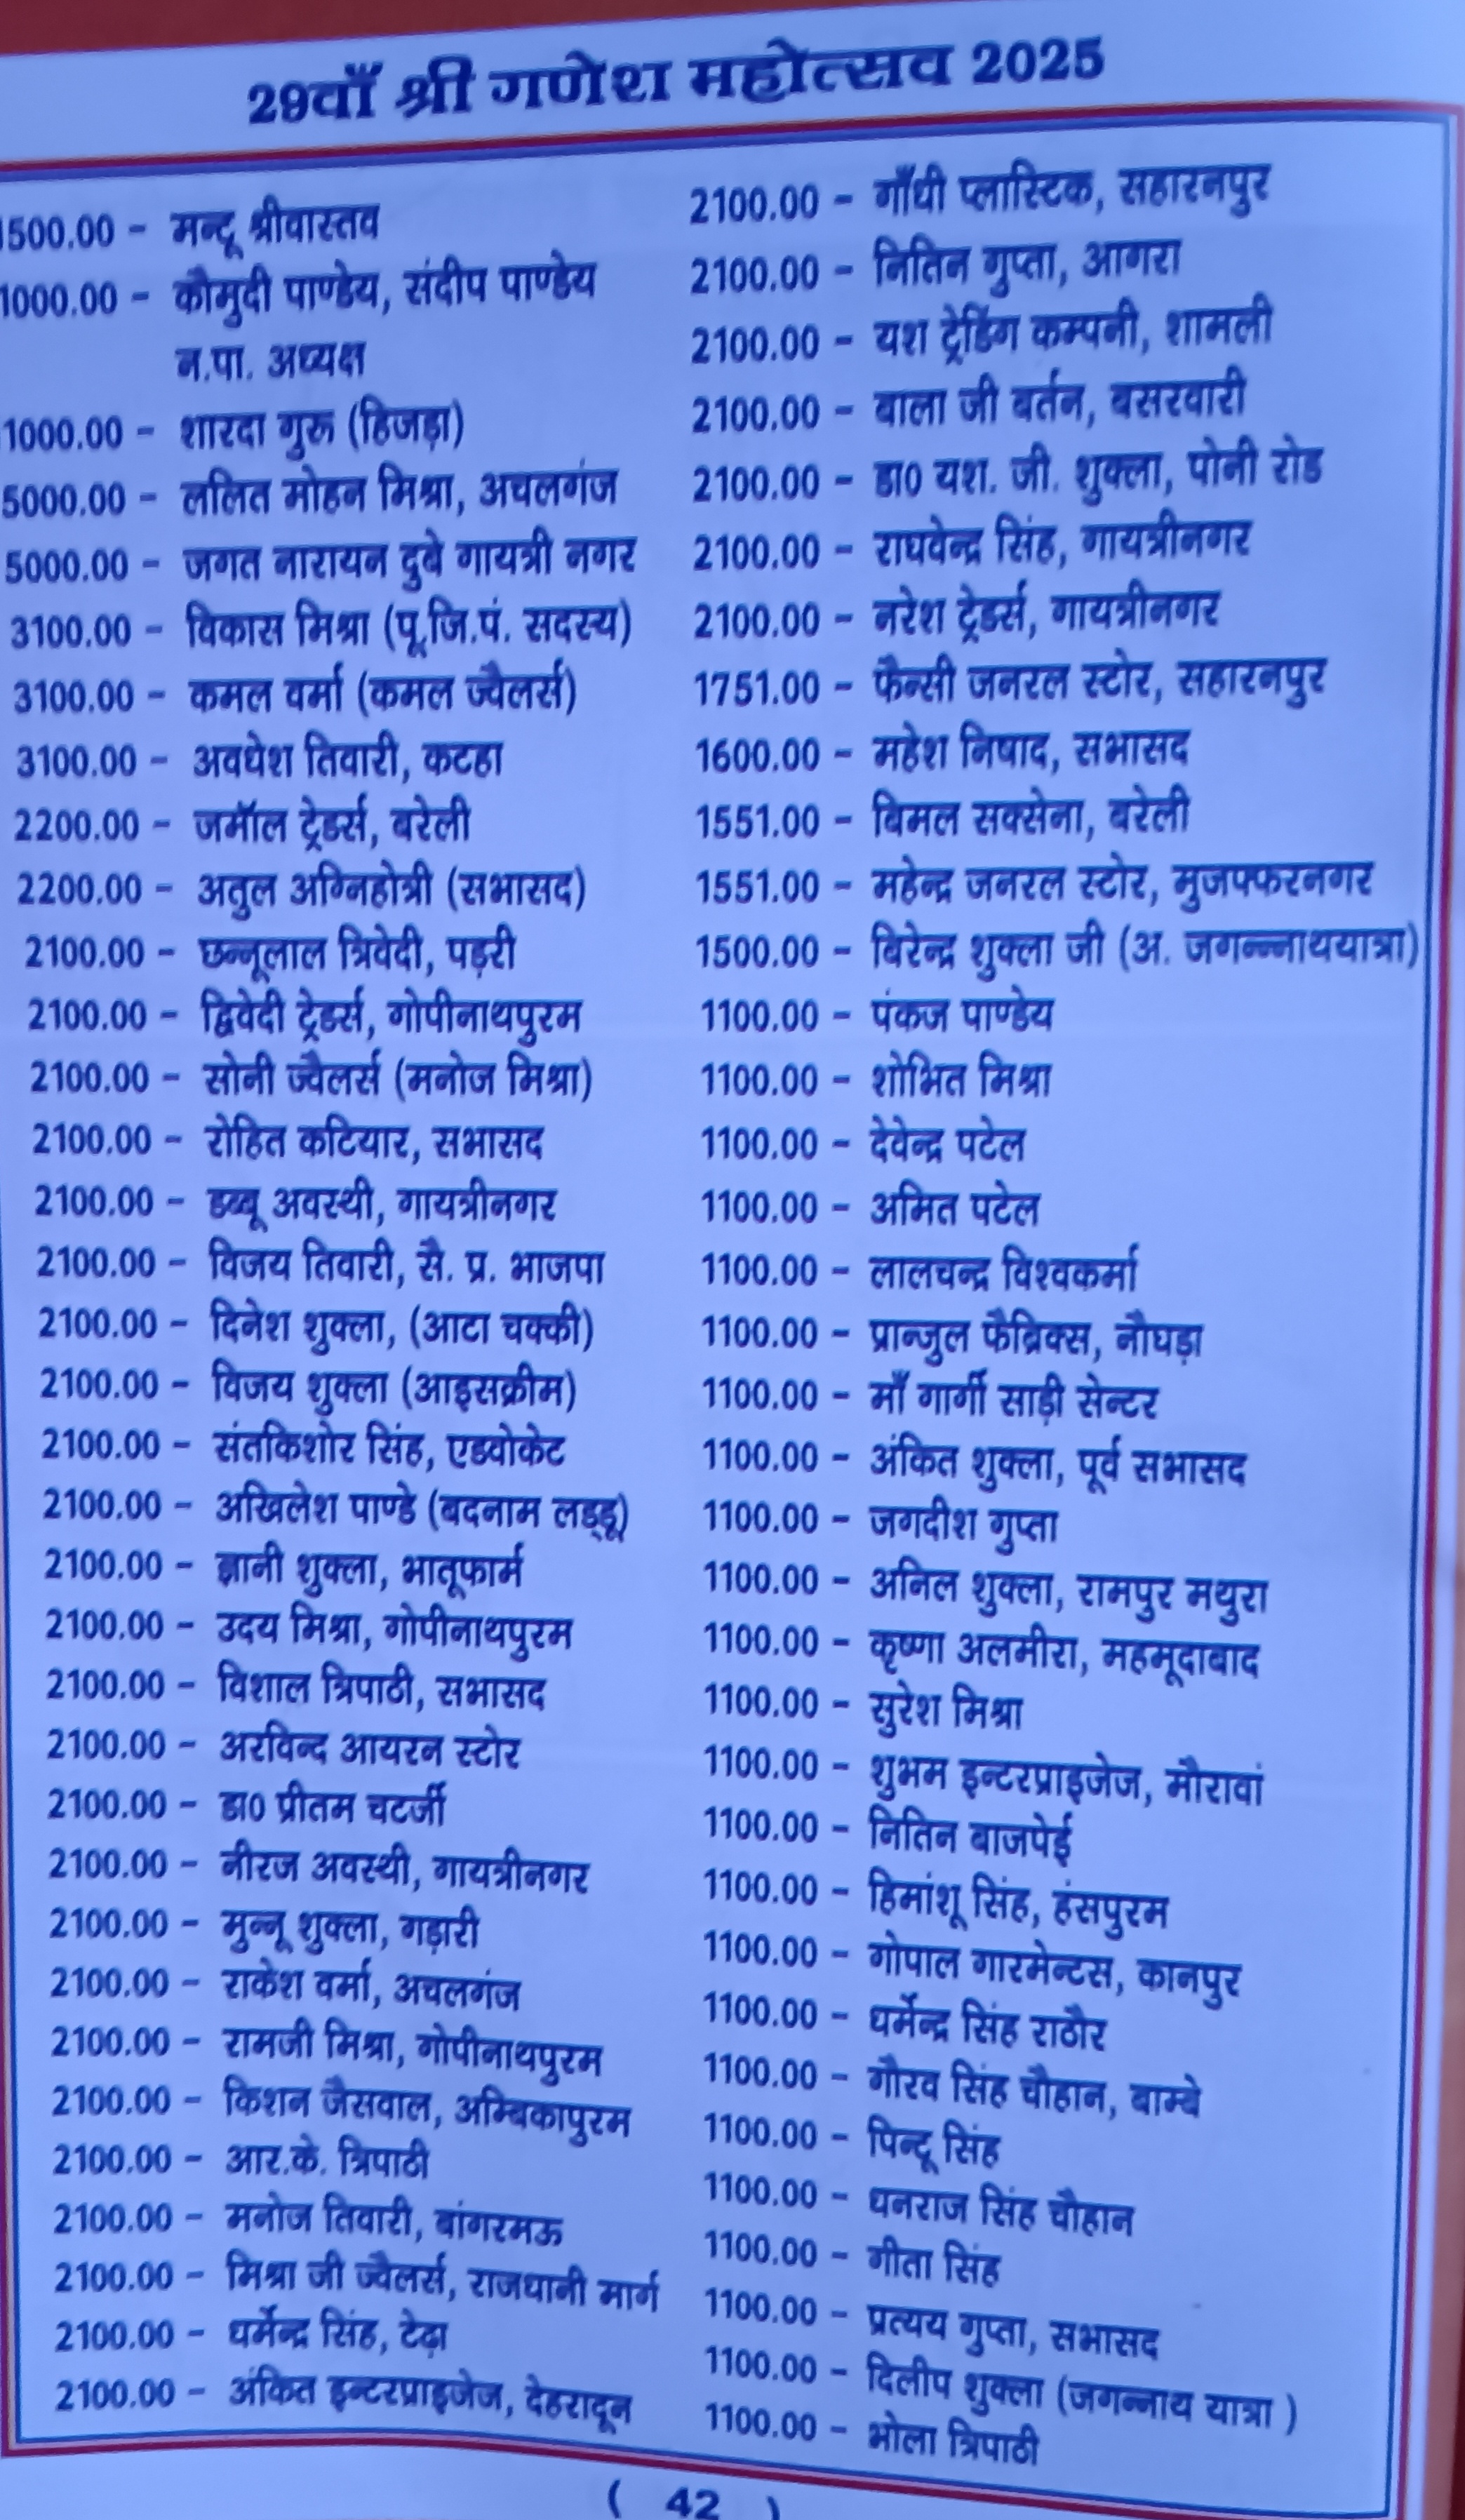 29वाँ श्री गणेश महोत्सव 2025
500.00 - मन्टू श्रीवास्तव
1000.00 - कौमुदी पाण्डेय, संदीप पाण्डेय
न.पा. अध्यक्ष
1000.00 - शारदा गुरू (हिजड़ा)
5000.00 - ललित मोहन मिश्रा, अचलगंज
5000.00 - जगत नारायन दुबे गायत्री नगर
3100.00 - विकास मिश्रा (पू.जि.पं. सदस्य)
3100.00 - कमल वर्मा (कमल ज्वैलर्स)
3100.00 - अवधेश तिवारी, कटहा
2200.00 - जमॉल ट्रेडर्स, बरेली
2200.00 - अतुल अग्निहोत्री (सभासद)
2100.00 - छन्नूलाल त्रिवेदी, पड़री
2100.00 - द्विवेदी ट्रेडर्स, गोपीनाथपुरम
2100.00 - सोनी ज्वैलर्स (मनोज मिश्रा)
2100.00 - रोहित कटियार, सभासद
2100.00 - डब्बू अवस्थी, गायत्रीनगर
2100.00 - विजय तिवारी, सै. प्र. भाजपा
2100.00 - दिनेश शुक्ला, (आटा चक्की)
2100.00 - विजय शुक्ला (आइसक्रीम)
2100.00 - संतकिशोर सिंह, एडवोकेट
2100.00 - अखिलेश पाण्डे (बदनाम लड्डू)
2100.00 - ज्ञानी शुक्ला, भातूफार्म
2100.00 - उदय मिश्रा, गोपीनाथपुरम
2100.00 - विशाल त्रिपाठी, सभासद
2100.00 - अरविन्द आयरन स्टोर
2100.00 - डा0 प्रीतम चटर्जी
2100.00 - नीरज अवस्थी, गायत्रीनगर
2100.00 - मुन्नू शुक्ला, गड़ारी
2100.00 - राकेश वर्मा, अचलगंज
2100.00 - रामजी मिश्रा, गोपीनाथपुरम
2100.00 - किशन जैसवाल, अम्बिकापुरम
2100.00 - आर.के. त्रिपाठी
2100.00 - मनोज तिवारी, बांगरमऊ
2100.00 - मिश्रा जी ज्वैलर्स, राजधानी मार्ग
2100.00 - धर्मेन्द्र सिंह, टेढ़ा
2100.00 - अंकित इन्टरप्राइजेज, देहरादून
2100.00 - गाँधी प्लास्टिक, सहारनपुर
2100.00 - नितिन गुप्ता, आगरा
2100.00 - यश ट्रेडिंग कम्पनी, शामली
2100.00 - बाला जी बर्तन, बसरवारी
2100.00 - डा0 यश. जी. शुक्ला, पोनी रोड
2100.00 - राघवेन्द्र सिंह, गायत्रीनगर
2100.00 - नरेश ट्रेडर्स, गायत्रीनगर
1751.00 - फैन्सी जनरल स्टोर, सहारनपुर
1600.00 - महेश निषाद, सभासद
1551.00 - बिमल सक्सेना, बरेली
1551.00 - महेन्द्र जनरल स्टोर, मुजफ्फरनगर
1500.00 - बिरेन्द्र शुक्ला जी (अ. जगन्न्नाथयात्रा)
1100.00 - पंकज पाण्डेय
1100.00 - शोभित मिश्रा
1100.00 - देवेन्द्र पटेल
1100.00 - अमित पटेल
1100.00 - लालचन्द्र विश्वकर्मा
1100.00 - प्रान्जुल फैब्रिक्स, नौघड़ा
1100.00 - माँ गार्गी साड़ी सेन्टर
1100.00 - अंकित शुक्ला, पूर्व सभासद
1100.00 - जगदीश गुप्ता
1100.00 - अनिल शुक्ला, रामपुर मथुरा
1100.00 - कृष्णा अलमीरा, महमूदाबाद
1100.00 - सुरेश मिश्रा
1100.00 - शुभम इन्टरप्राइजेज, मौरावां
1100.00 - नितिन बाजपेई
1100.00 - हिमांशू सिंह, हंसपुरम
1100.00 - गोपाल गारमेन्टस, कानपुर
1100.00 - धर्मेन्द्र सिंह राठौर
1100.00 - गौरव सिंह चौहान, बाम्बे
1100.00 - पिन्टू सिंह
1100.00 - धनराज सिंह चौहान
1100.00 - गीता सिंह
1100.00 - प्रत्यय गुप्ता, सभासद
1100.00 - दिलीप शुक्ला (जगन्नाथ यात्रा )
1100.00 - भोला त्रिपाठी
( 42 )